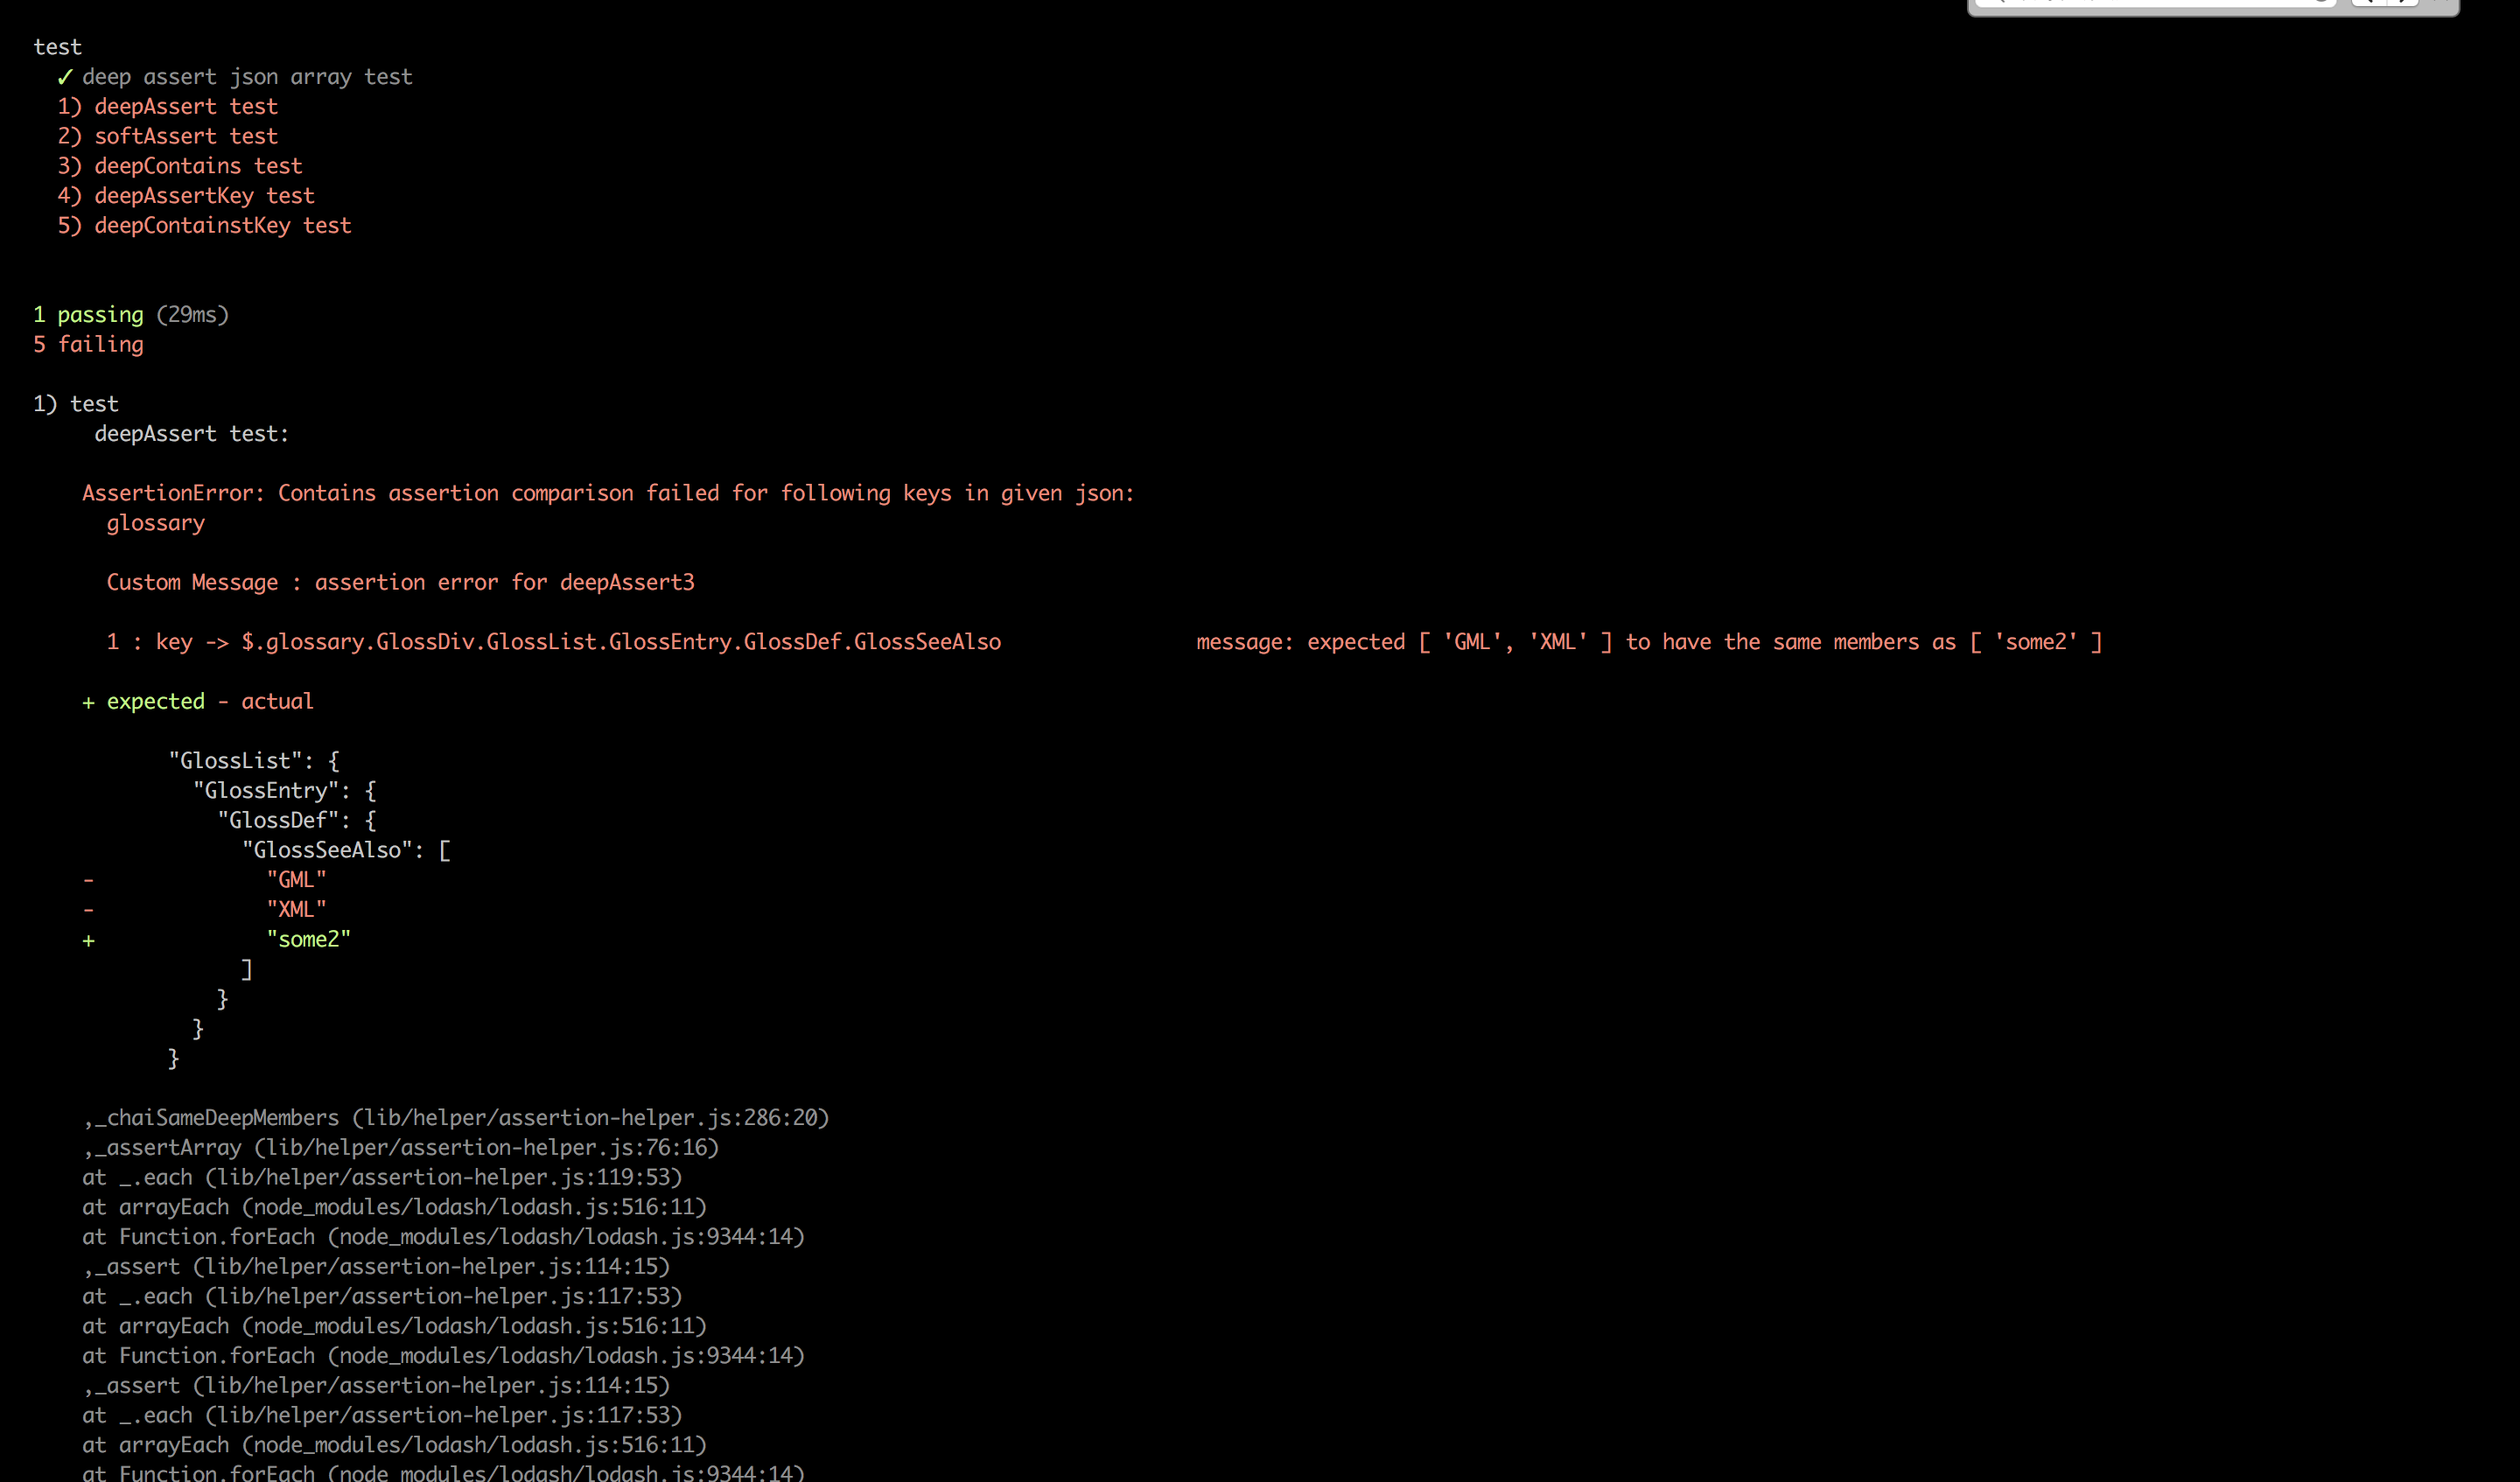 test
✓ deep assert json array test
1) deepAssert test
2) softAssert test
3) deepContains test
4) deepAssertKey test
5) deepContainstKey test
1 passing (29ms)
5 failing
1) test
deepAssert test:
AssertionError: Contains assertion comparison failed for following keys in given json:
glossary
Custom Message : assertion error for deepAssert3
1 : key -> $.glossary.GlossDiv.GlossList.GlossEntry.GlossDef.GlossSeeAlso message: expected [ 'GML', 'XML' ] to have the same members as [ 'some2' ]
+ expected - actual
"GlossList": {
"GlossEntry": {
"GlossDef": {
"GlossSeeAlso": [
- "GML"
- "XML"
+ "some2"
]
}
}
}
,_chaiSameDeepMembers (lib/helper/assertion-helper.js:286:20)
,_assertArray (lib/helper/assertion-helper.js:76:16)
at _.each (lib/helper/assertion-helper.js:119:53)
at arrayEach (node_modules/lodash/lodash.js:516:11)
at Function.forEach (node_modules/lodash/lodash.js:9344:14)
,_assert (lib/helper/assertion-helper.js:114:15)
at _.each (lib/helper/assertion-helper.js:117:53)
at arrayEach (node_modules/lodash/lodash.js:516:11)
at Function.forEach (node_modules/lodash/lodash.js:9344:14)
,_assert (lib/helper/assertion-helper.js:114:15)
at _.each (lib/helper/assertion-helper.js:117:53)
at arrayEach (node_modules/lodash/lodash.js:516:11)
at Function.forEach (node_modules/lodash/lodash.js:9344:14)